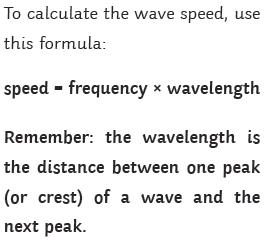 To calculate the wave speed, use
this formula:
speed = frequency × wavelength
Remember: the wavelength is
the distance between one peak
(or crest) of a wave and the
next peak.